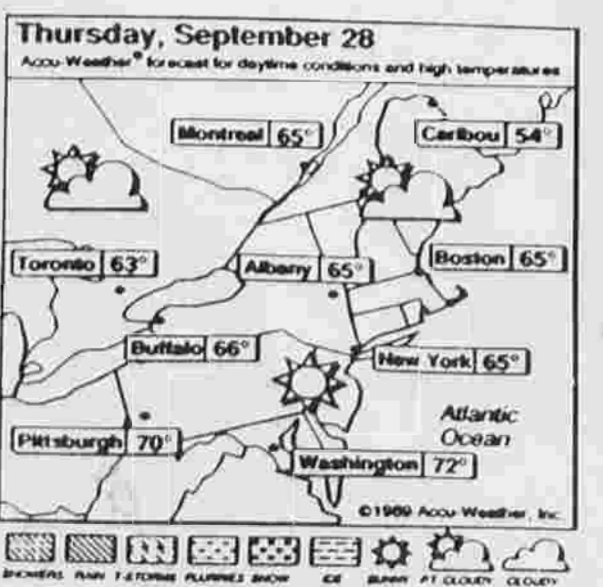 Thursday, September 28
Accu-Weather® forecast for daytime conditions and high temperatures
Montreal 65°
Caribou 54°
Toronto 63°
Albany 65°
Boston 65°
Buffalo 66°
New York 65°
Atlantic
Ocean
Pittsburgh 70°
Washington 72°
©1989 Accu-Weather, Inc.
SHOWERS RAIN T-STORMS FLURRIES SNOW ICE SUNNY PT. CLOUDY CLOUDY